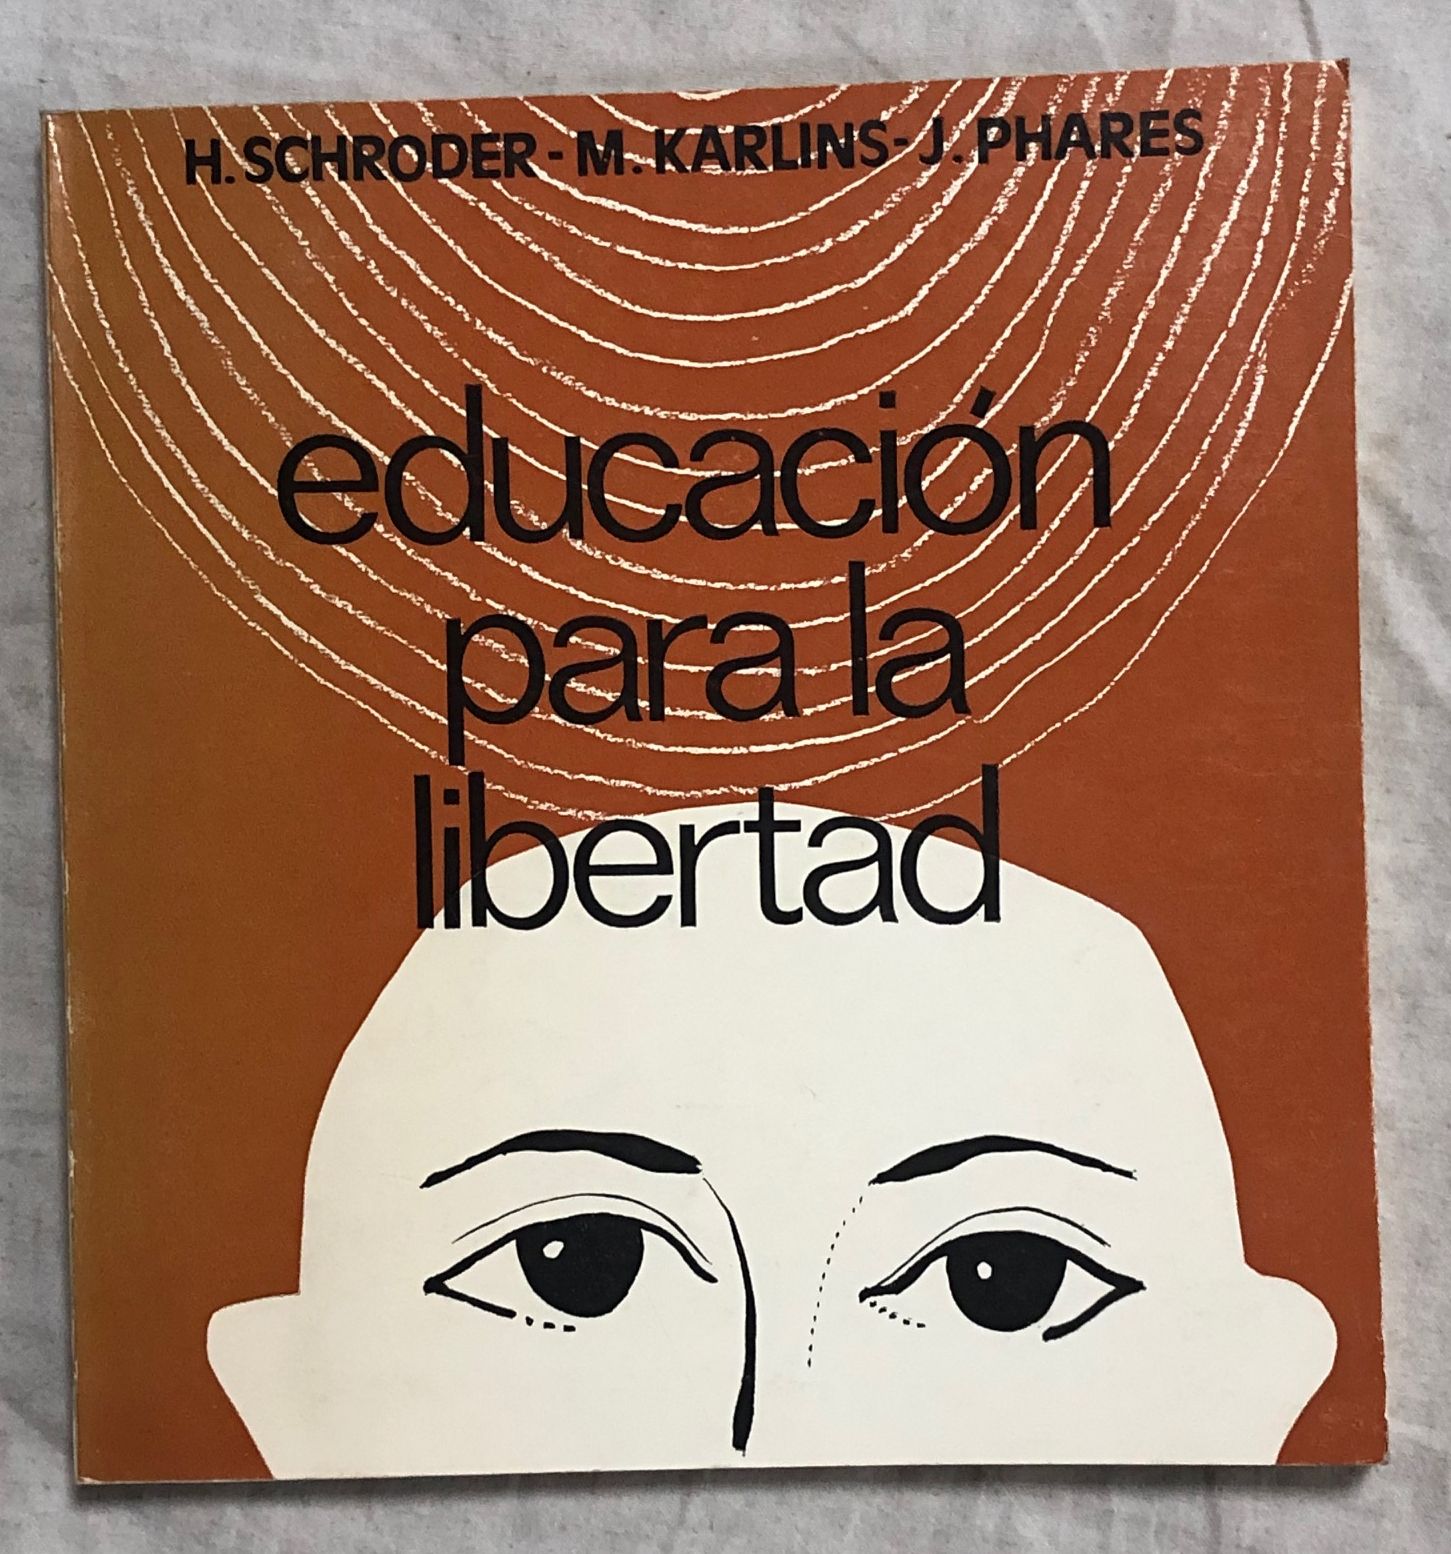 H. SCHRODER - M. KARLINS - J. PHARES
educación
para la
libertad